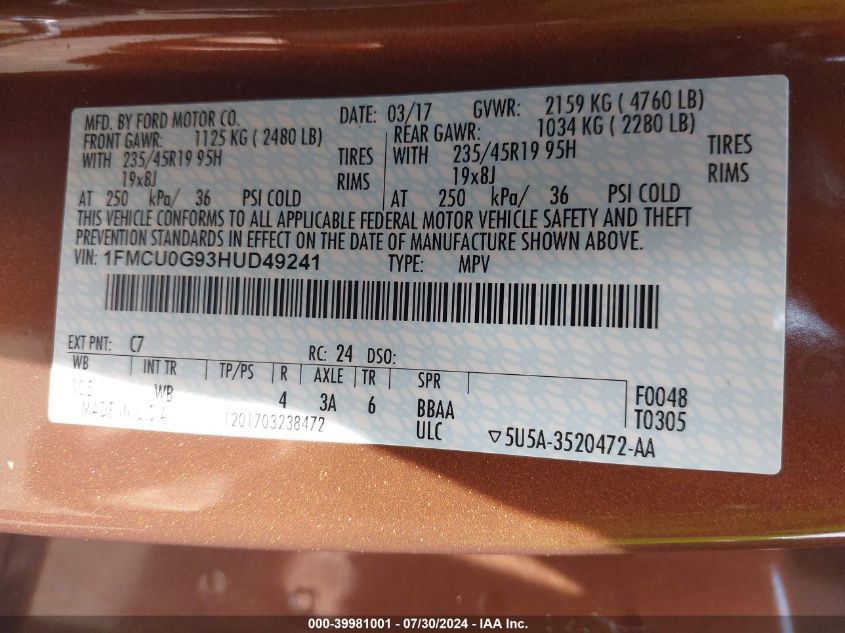 MFD. BY FORD MOTOR CO. DATE: 03/17 GVWR: 2159 KG ( 4760 LB)
FRONT GAWR: 1125 KG ( 2480 LB) REAR GAWR: 1034 KG ( 2280 LB)
WITH 235/45R19 95H TIRES WITH 235/45R19 95H TIRES
19x8J RIMS 19x8J RIMS
AT 250 kPa/ 36 PSI COLD AT 250 kPa/ 36 PSI COLD
THIS VEHICLE CONFORMS TO ALL APPLICABLE FEDERAL MOTOR VEHICLE SAFETY AND THEFT
PREVENTION STANDARDS IN EFFECT ON THE DATE OF MANUFACTURE SHOWN ABOVE.
VIN: 1FMCU0G93HUD49241 TYPE: MPV
EXT PNT: C7 RC: 24 DSO:
WB INT TR TP/PS R AXLE TR SPR
105 WB 4 3A 6 BBAA F0048
MADE IN U.S.A. 1201703238472 ULC T0305
▽5U5A-3520472-AA
000-39981001 / 07/30/2024 - IAA Inc.